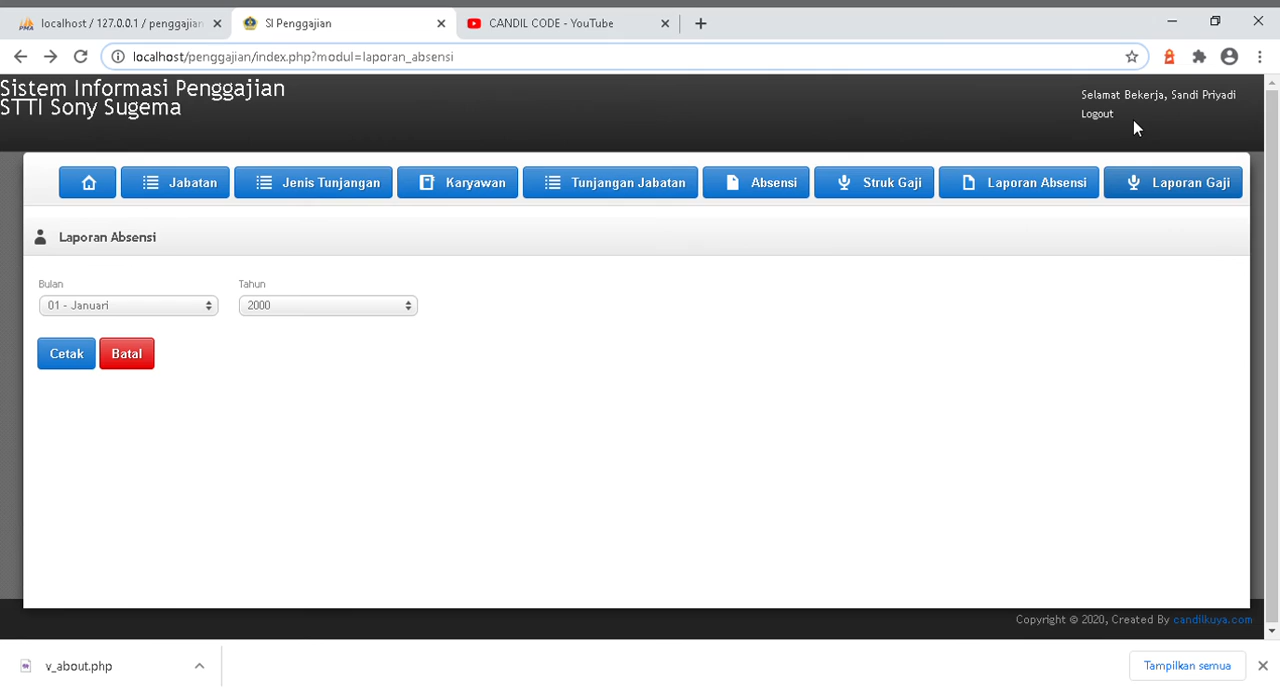 localhost / 127.0.0.1 / penggajian
SI Penggajian
CANDIL CODE - YouTube
localhost/penggajian/index.php?modul=laporan_absensi
Sistem Informasi Penggajian
STTI Sony Sugema
Selamat Bekerja, Sandi Priyadi
Logout
Jabatan
Jenis Tunjangan
Karyawan
Tunjangan Jabatan
Absensi
Struk Gaji
Laporan Absensi
Laporan Gaji
Laporan Absensi
Bulan
Tahun
01 - Januari
2000
Cetak
Batal
Copyright © 2020, Created By candilkuya.com
v_about.php
Tampilkan semua